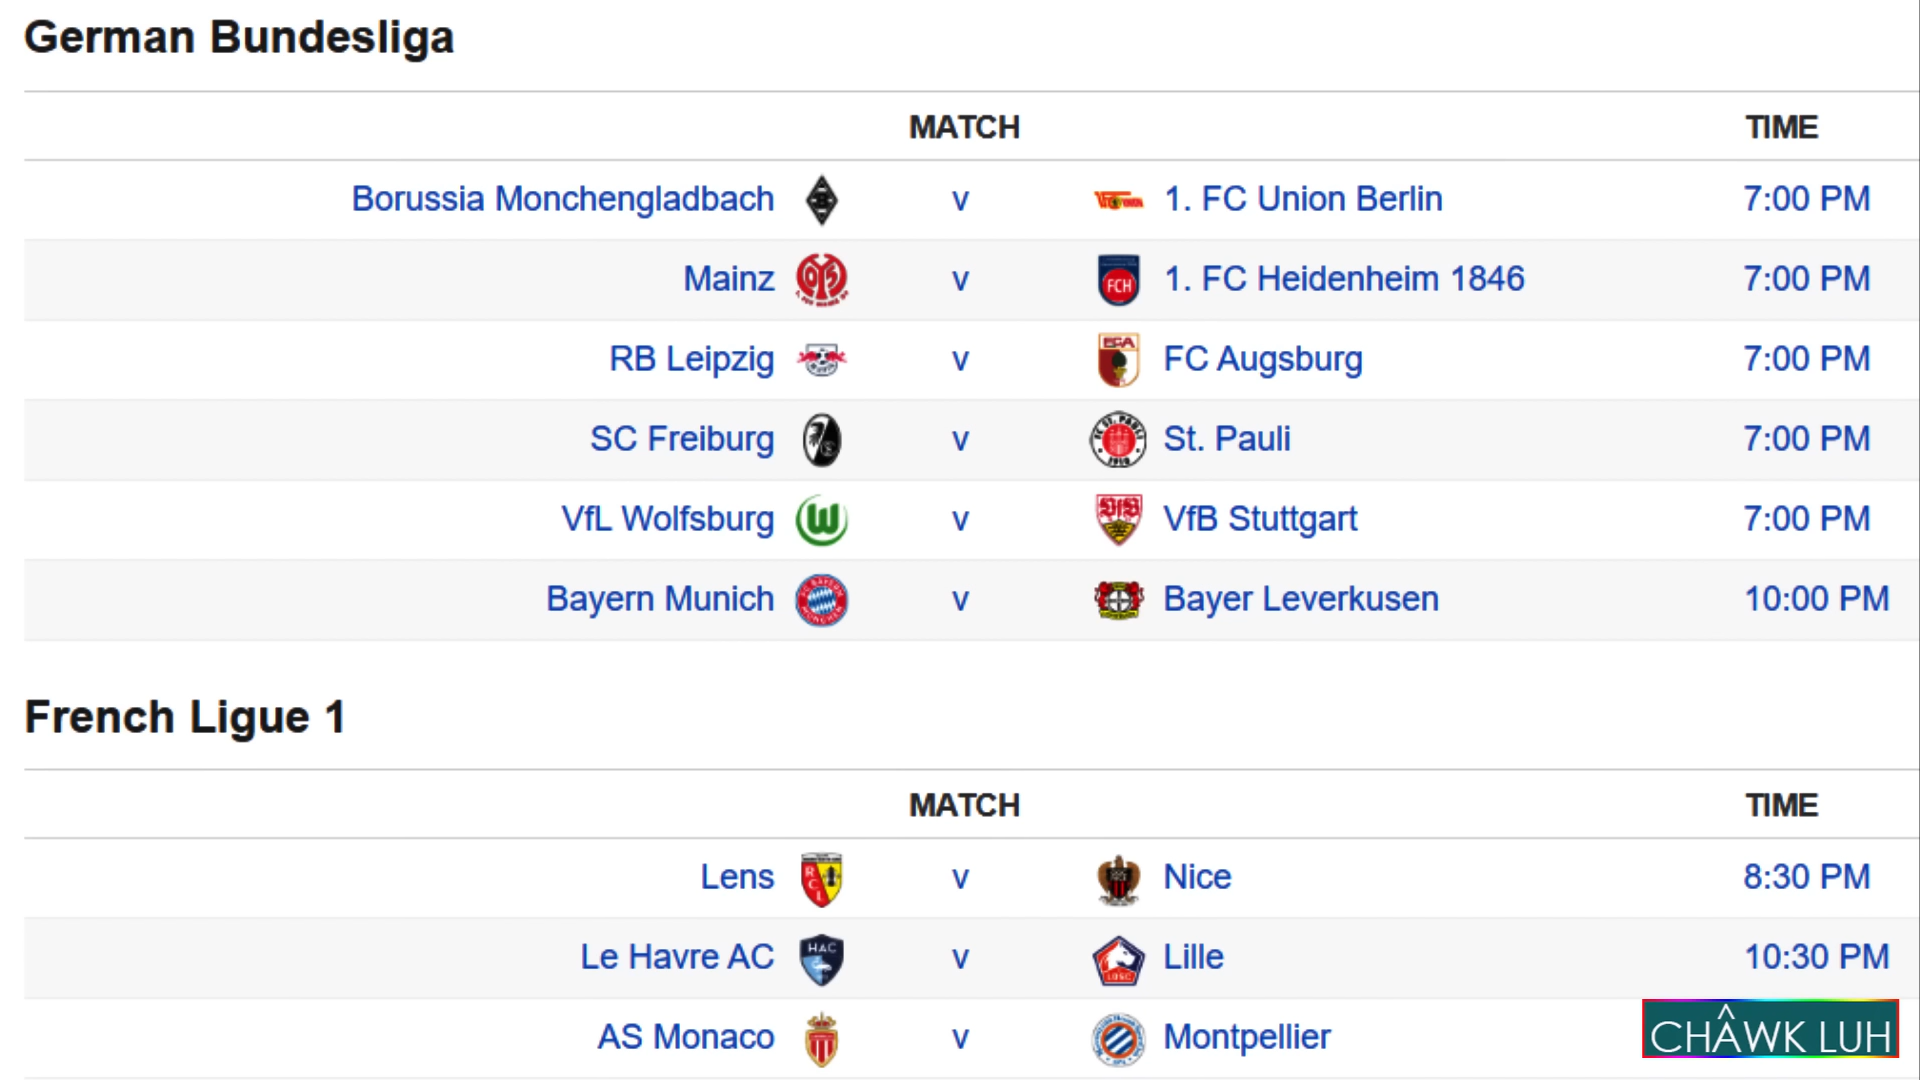 German Bundesliga
MATCH TIME
Borussia Monchengladbach v 1. FC Union Berlin 7:00 PM
Mainz v 1. FC Heidenheim 1846 7:00 PM
RB Leipzig v FC Augsburg 7:00 PM
SC Freiburg v St. Pauli 7:00 PM
VfL Wolfsburg v VfB Stuttgart 7:00 PM
Bayern Munich v Bayer Leverkusen 10:00 PM
French Ligue 1
MATCH TIME
Lens v Nice 8:30 PM
Le Havre AC v Lille 10:30 PM
AS Monaco v Montpellier
CHÂWK LUH